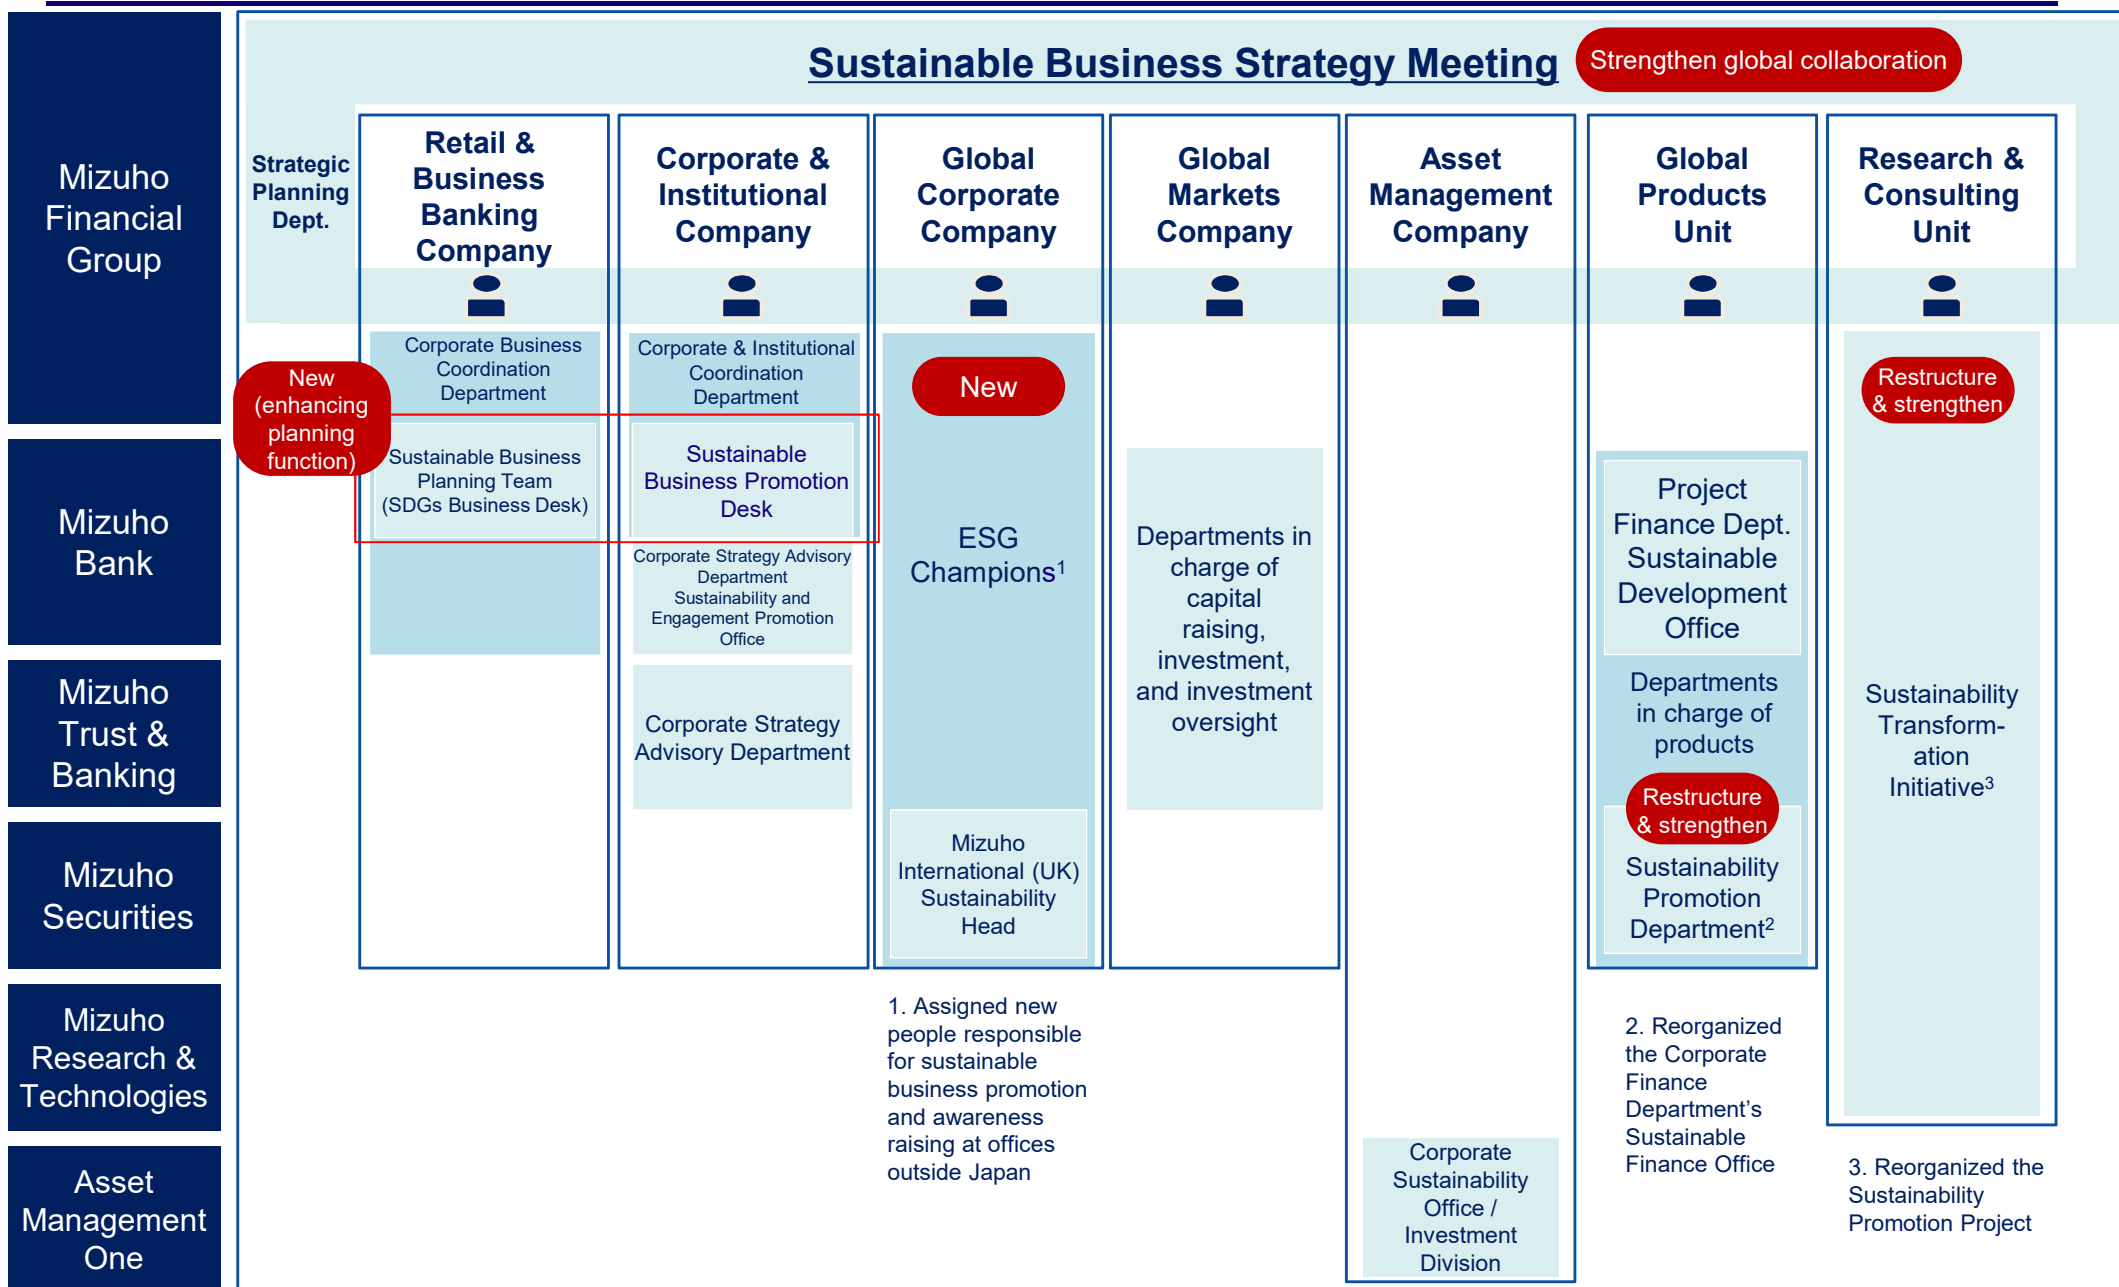 Sustainable Business Strategy Meeting
Strengthen global collaboration
Mizuho
Financial
Group
Strategic
Planning
Dept.
Retail &
Business
Banking
Company
Corporate &
Institutional
Company
Global
Corporate
Company
Global
Markets
Company
Asset
Management
Company
Global
Products
Unit
Research &
Consulting
Unit
New
(enhancing
planning
function)
Corporate Business
Coordination
Department
Corporate & Institutional
Coordination
Department
New
Restructure
& strengthen
Mizuho
Bank
Sustainable Business
Planning Team
(SDGs Business Desk)
Sustainable
Business Promotion
Desk
Corporate Strategy Advisory
Department
Sustainability and
Engagement Promotion
Office
ESG
Champions¹
Departments in
charge of
capital
raising,
investment,
and investment
oversight
Project
Finance Dept.
Sustainable
Development
Office
Mizuho
Trust &
Banking
Corporate Strategy
Advisory Department
Departments
in charge of
products
Sustainability
Transform-
ation
Initiative³
Restructure
& strengthen
Mizuho
Securities
Mizuho
International (UK)
Sustainability
Head
Sustainability
Promotion
Department²
Mizuho
Research &
Technologies
1. Assigned new
people responsible
for sustainable
business promotion
and awareness
raising at offices
outside Japan
2. Reorganized
the Corporate
Finance
Department’s
Sustainable
Finance Office
Asset
Management
One
Corporate
Sustainability
Office /
Investment
Division
3. Reorganized the
Sustainability
Promotion Project